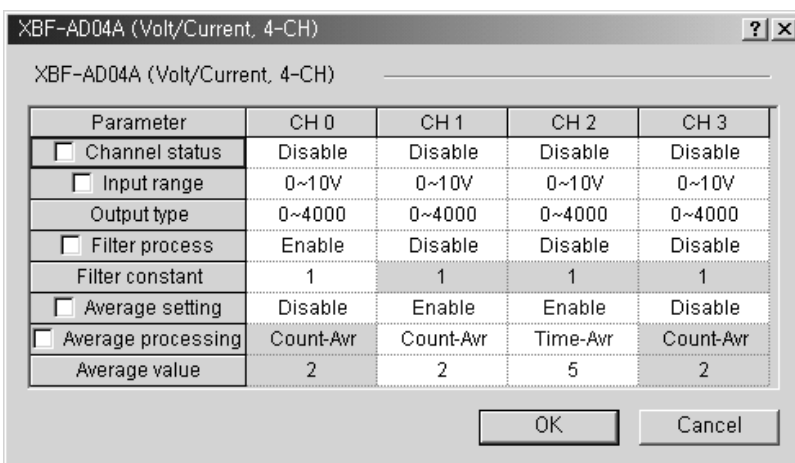 XBF-AD04A (Volt/Current, 4-CH)
XBF-AD04A (Volt/Current, 4-CH)
Parameter CH 0 CH 1 CH 2 CH 3
Channel status Disable Disable Disable Disable
Input range 0~10V 0~10V 0~10V 0~10V
Output type 0~4000 0~4000 0~4000 0~4000
Filter process Enable Disable Disable Disable
Filter constant 1 1 1 1
Average setting Disable Enable Enable Disable
Average processing Count-Avr Count-Avr Time-Avr Count-Avr
Average value 2 2 5 2
OK Cancel